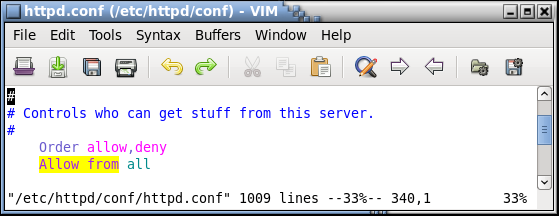 httpd.conf (/etc/httpd/conf) - VIM
File Edit Tools Syntax Buffers Window Help
#
# Controls who can get stuff from this server.
#
Order allow,deny
Allow from all
"/etc/httpd/conf/httpd.conf" 1009 lines --33%-- 340,1 33%